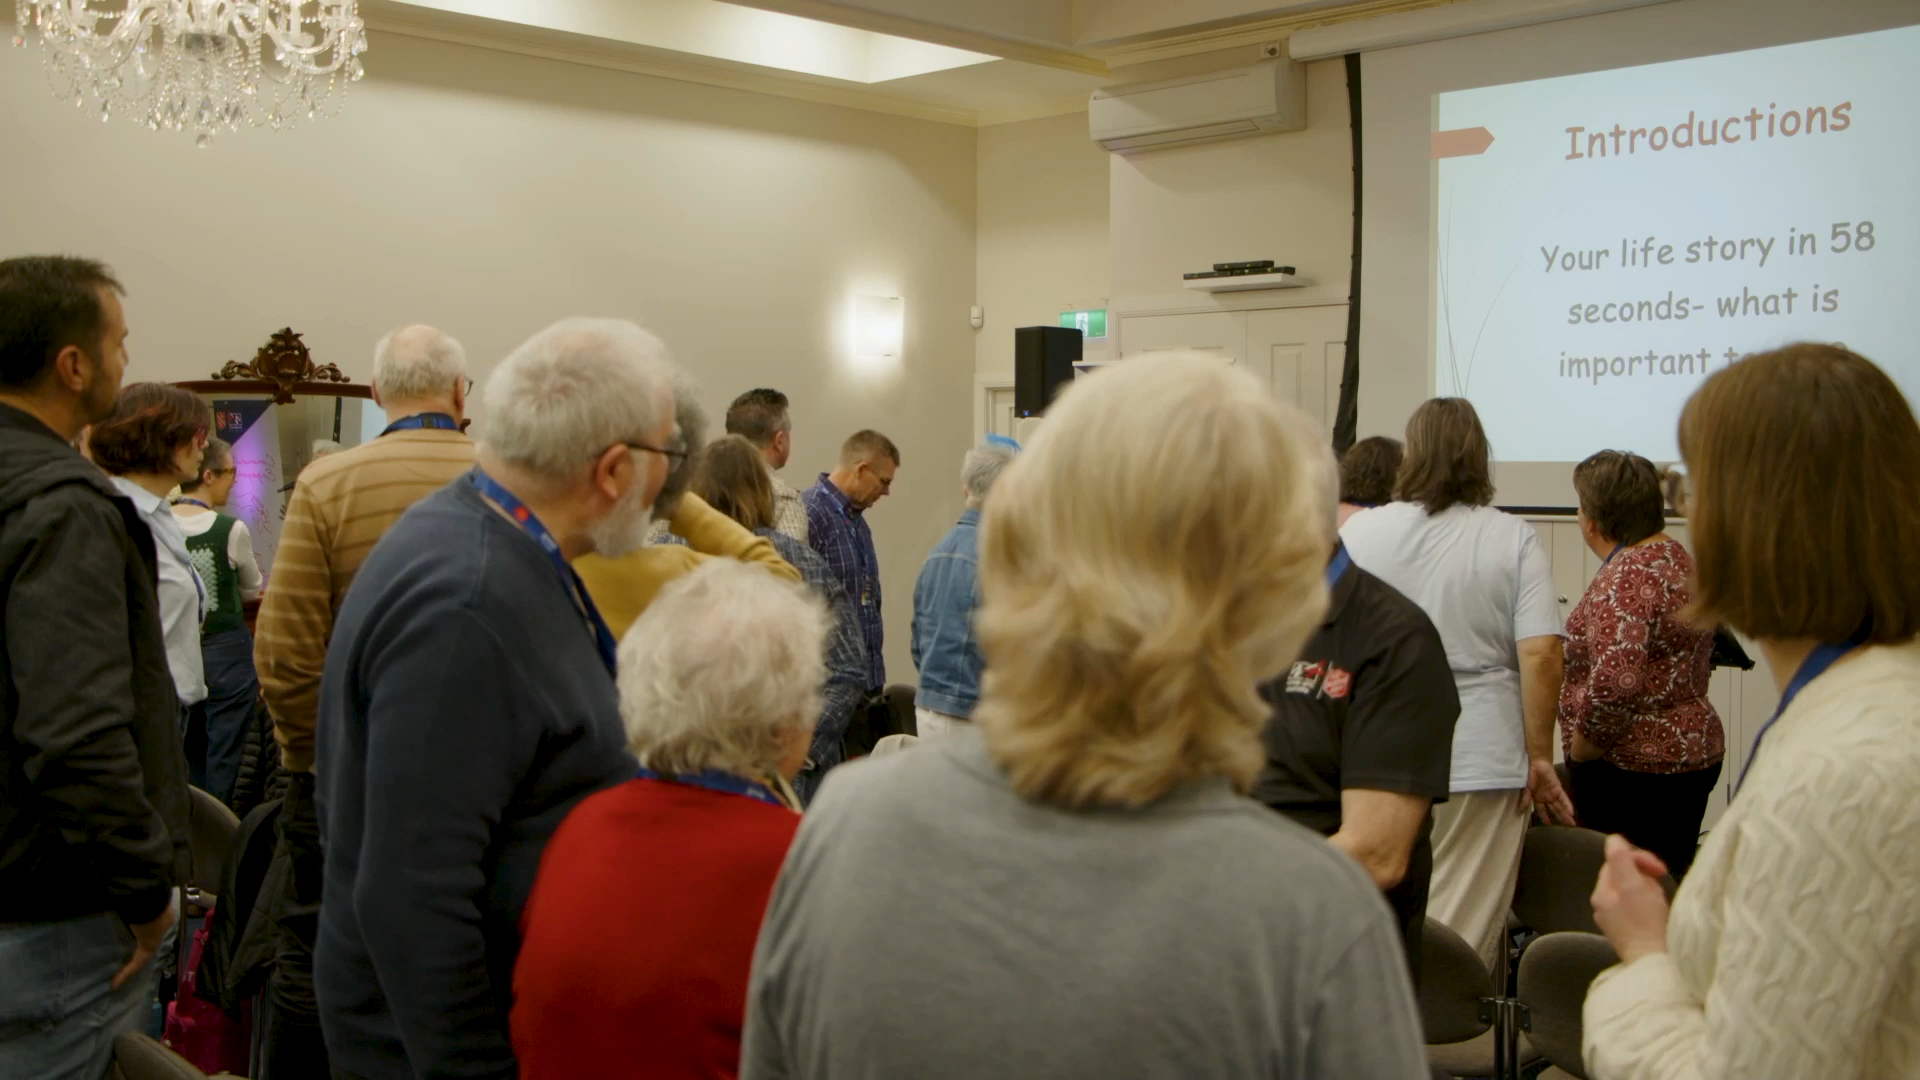 Introductions
Your life story in 58
seconds- what is
important